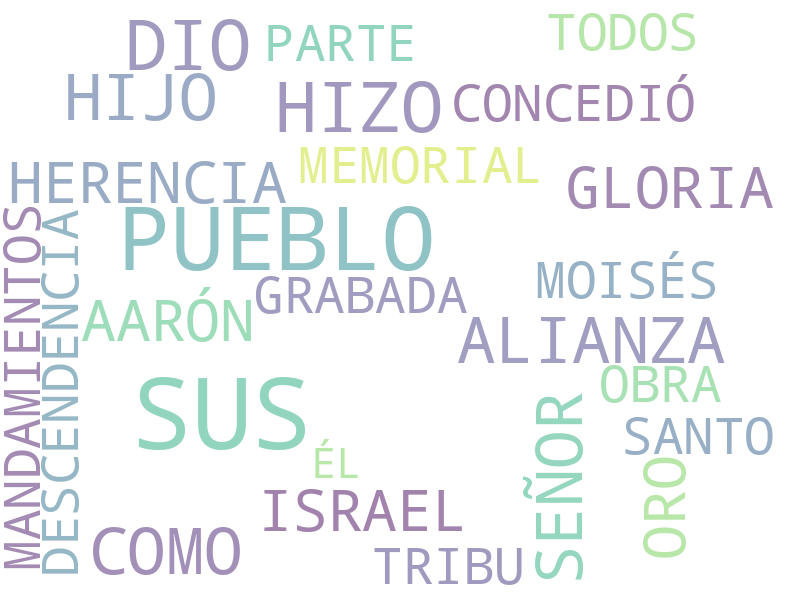 DIO
PARTE
TODOS
HIJO
HIZO
CONCEDIÓ
HERENCIA
MEMORIAL
GLORIA
PUEBLO
MANDAMIENTOS
DESCENDENCIA
AARÓN
GRABADA
MOISÉS
ALIANZA
SUS
OBRA
SANTO
ÉL
SEÑOR
ORO
ISRAEL
COMO
TRIBU